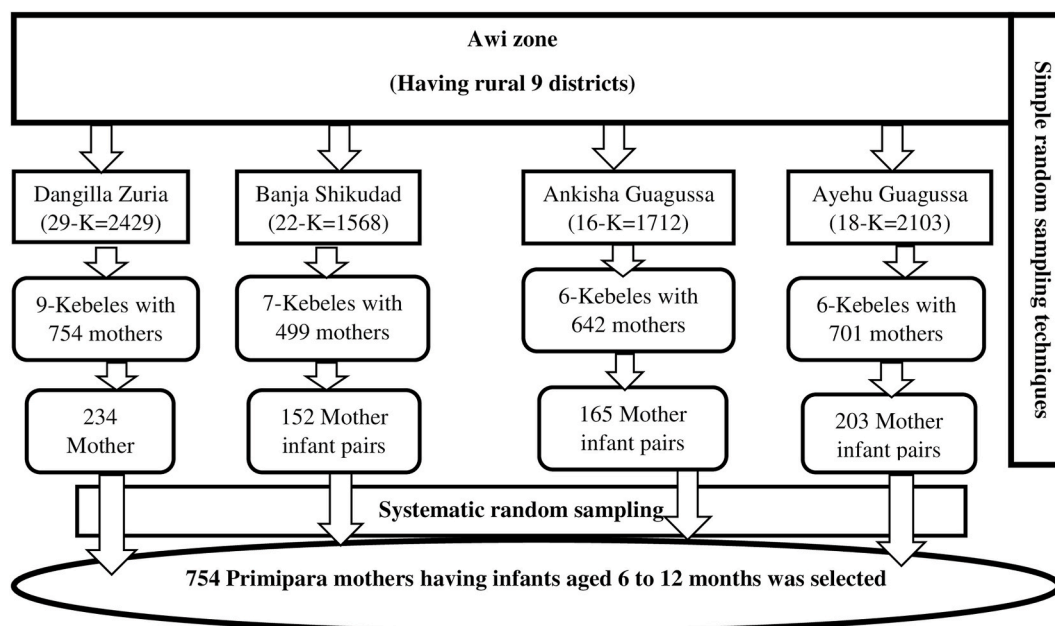 Awi zone
(Having rural 9 districts)
Simple random sampling techniques
Dangilla Zuria
(29-K=2429)
Banja Shikudad
(22-K=1568)
Ankisha Guagussa
(16-K=1712)
Ayehu Guagussa
(18-K=2103)
9-Kebeles with
754 mothers
7-Kebeles with
499 mothers
6-Kebeles with
642 mothers
6-Kebeles with
701 mothers
234
Mother
152 Mother
infant pairs
165 Mother
infant pairs
203 Mother
infant pairs
Systematic random sampling
754 Primipara mothers having infants aged 6 to 12 months was selected